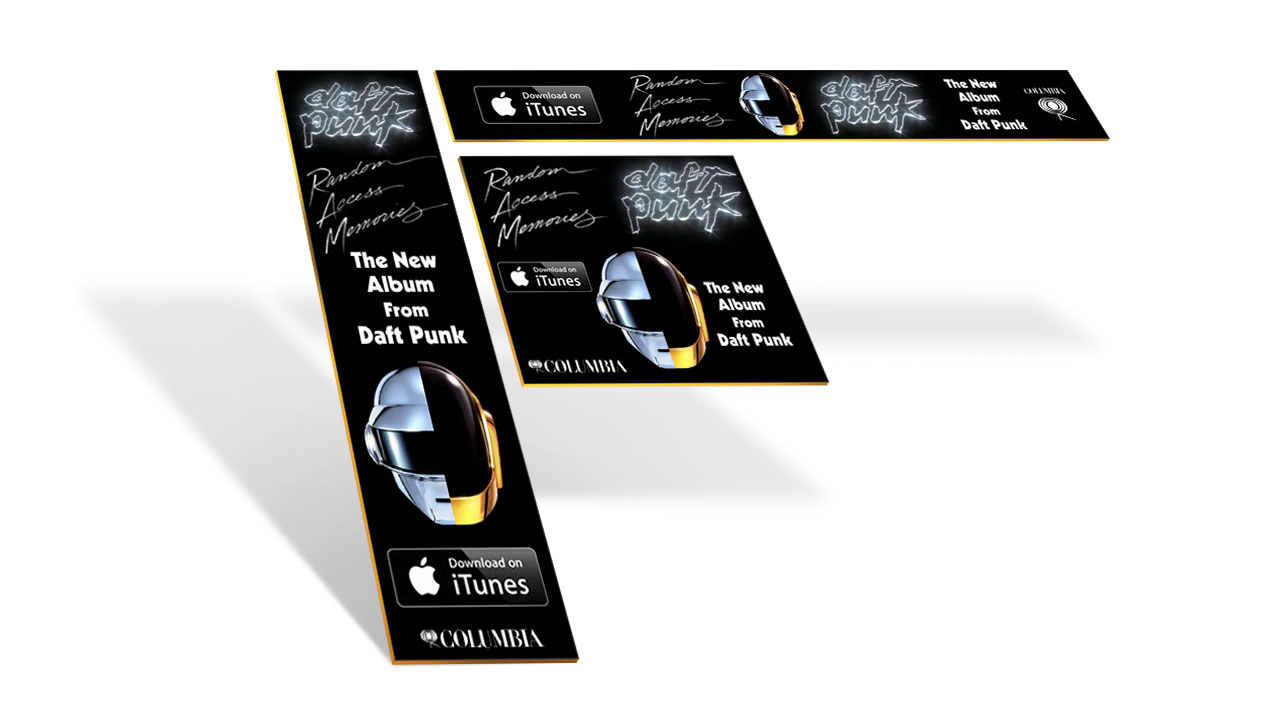 daft
punk
Random
Access
Memories
The New
Album
From
Daft Punk
Download on
iTunes
COLUMBIA
Download on
iTunes
Random
Access
Memories
daft
punk
The New
Album
From
Daft Punk
COLUMBIA
Random
Access
Memories
daft
punk
Download on
iTunes
The New
Album
From
Daft Punk
COLUMBIA